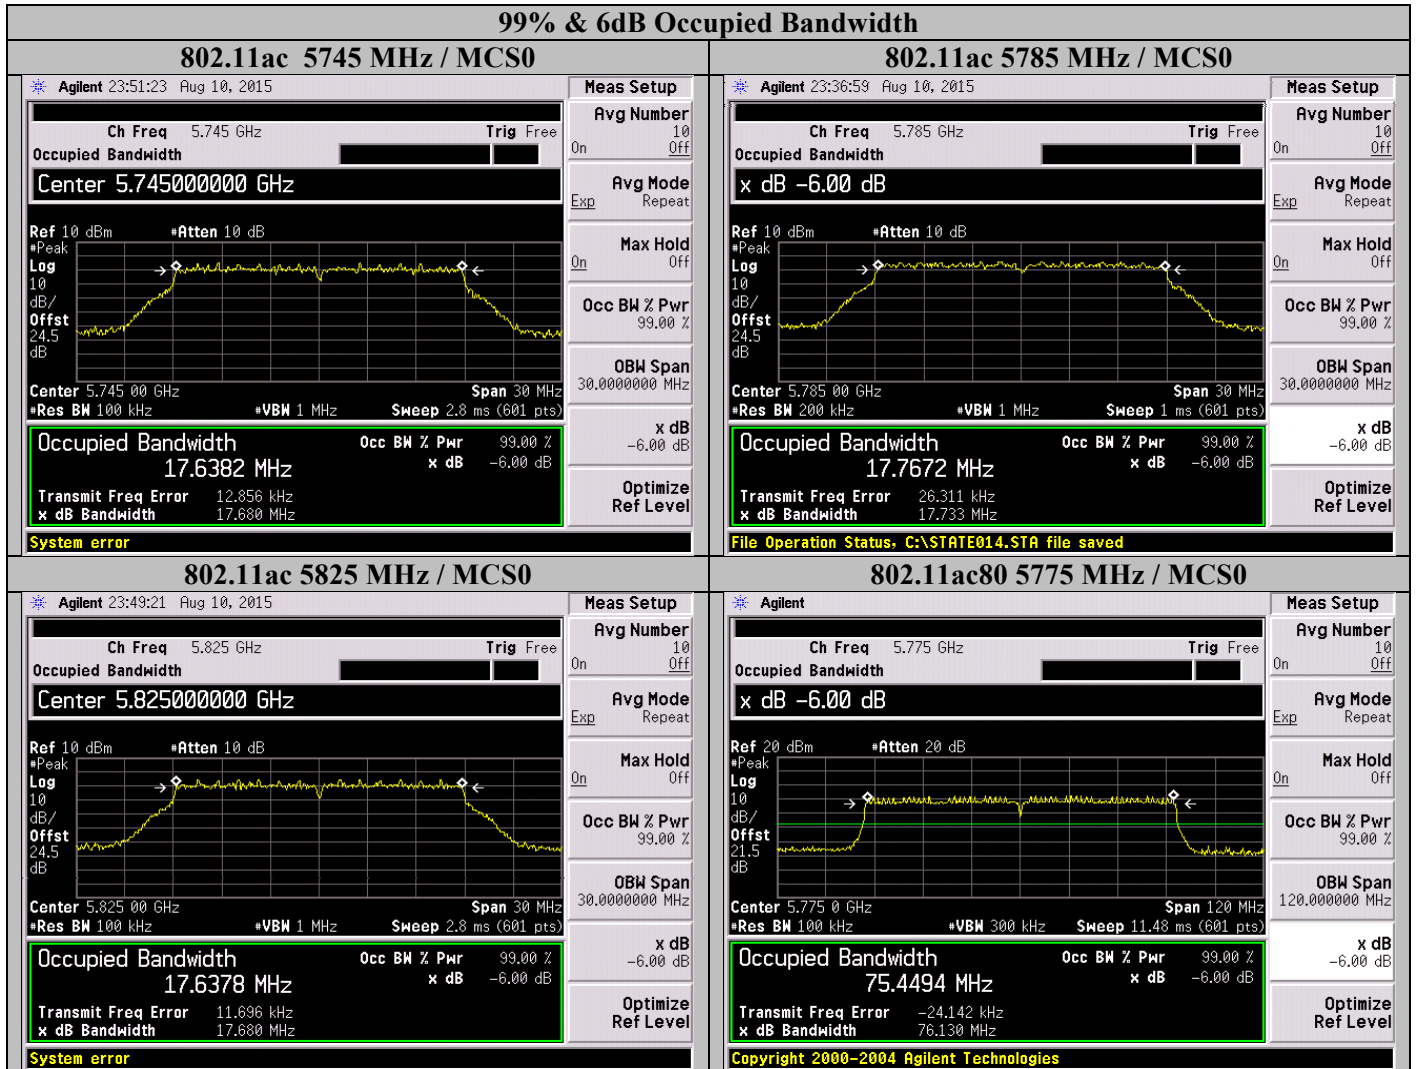 99% & 6dB Occupied Bandwidth
802.11ac 5745 MHz / MCS0
Agilent 23:51:23 Aug 10, 2015
Meas Setup
Ch Freq 5.745 GHz Trig Free
Occupied Bandwidth
Center 5.745000000 GHz
Ref 10 dBm #Atten 10 dB
#Peak
Log
10
dB/
Offst
24.5
dB
Center 5.745 00 GHz Span 30 MHz
#Res BW 100 kHz #VBW 1 MHz Sweep 2.8 ms (601 pts)
Occupied Bandwidth Occ BW % Pwr 99.00 %
17.6382 MHz x dB -6.00 dB
Transmit Freq Error 12.856 kHz
x dB Bandwidth 17.680 MHz
System error
Avg Number
10
On Off
Avg Mode
Exp Repeat
Max Hold
On Off
Occ BW % Pwr
99.00 %
OBW Span
30.0000000 MHz
x dB
-6.00 dB
Optimize
Ref Level
802.11ac 5785 MHz / MCS0
Agilent 23:36:59 Aug 10, 2015
Meas Setup
Ch Freq 5.785 GHz Trig Free
Occupied Bandwidth
x dB -6.00 dB
Ref 10 dBm #Atten 10 dB
#Peak
Log
10
dB/
Offst
24.5
dB
Center 5.785 00 GHz Span 30 MHz
#Res BW 200 kHz #VBW 1 MHz Sweep 1 ms (601 pts)
Occupied Bandwidth Occ BW % Pwr 99.00 %
17.7672 MHz x dB -6.00 dB
Transmit Freq Error 26.311 kHz
x dB Bandwidth 17.733 MHz
File Operation Status, C:\STATE014.STA file saved
Avg Number
10
On Off
Avg Mode
Exp Repeat
Max Hold
On Off
Occ BW % Pwr
99.00 %
OBW Span
30.0000000 MHz
x dB
-6.00 dB
Optimize
Ref Level
802.11ac 5825 MHz / MCS0
Agilent 23:49:21 Aug 10, 2015
Meas Setup
Ch Freq 5.825 GHz Trig Free
Occupied Bandwidth
Center 5.825000000 GHz
Ref 10 dBm #Atten 10 dB
#Peak
Log
10
dB/
Offst
24.5
dB
Center 5.825 00 GHz Span 30 MHz
#Res BW 100 kHz #VBW 1 MHz Sweep 2.8 ms (601 pts)
Occupied Bandwidth Occ BW % Pwr 99.00 %
17.6378 MHz x dB -6.00 dB
Transmit Freq Error 11.696 kHz
x dB Bandwidth 17.680 MHz
System error
Avg Number
10
On Off
Avg Mode
Exp Repeat
Max Hold
On Off
Occ BW % Pwr
99.00 %
OBW Span
30.0000000 MHz
x dB
-6.00 dB
Optimize
Ref Level
802.11ac80 5775 MHz / MCS0
Agilent
Meas Setup
Ch Freq 5.775 GHz Trig Free
Occupied Bandwidth
x dB -6.00 dB
Ref 20 dBm #Atten 20 dB
#Peak
Log
10
dB/
Offst
21.5
dB
Center 5.775 0 GHz Span 120 MHz
#Res BW 100 kHz #VBW 300 kHz Sweep 11.48 ms (601 pts)
Occupied Bandwidth Occ BW % Pwr 99.00 %
75.4494 MHz x dB -6.00 dB
Transmit Freq Error -24.142 kHz
x dB Bandwidth 76.130 MHz
Copyright 2000-2004 Agilent Technologies
Avg Number
10
On Off
Avg Mode
Exp Repeat
Max Hold
On Off
Occ BW % Pwr
99.00 %
OBW Span
120.000000 MHz
x dB
-6.00 dB
Optimize
Ref Level